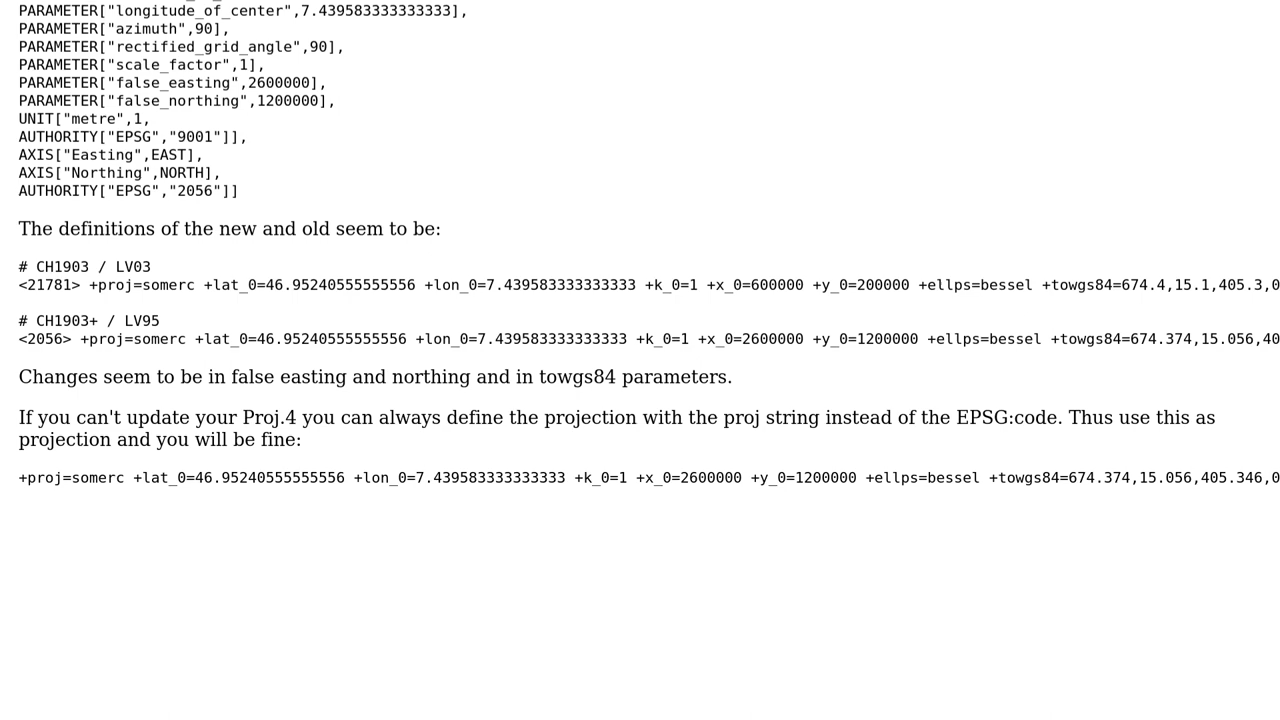 PARAMETER["longitude_of_center",7.439583333333333],
PARAMETER["azimuth",90],
PARAMETER["rectified_grid_angle",90],
PARAMETER["scale_factor",1],
PARAMETER["false_easting",2600000],
PARAMETER["false_northing",1200000],
UNIT["metre",1,
AUTHORITY["EPSG","9001"]],
AXIS["Easting",EAST],
AXIS["Northing",NORTH],
AUTHORITY["EPSG","2056"]]
The definitions of the new and old seem to be:
# CH1903 / LV03
<21781> +proj=somerc +lat_0=46.95240555555556 +lon_0=7.439583333333333 +k_0=1 +x_0=600000 +y_0=200000 +ellps=bessel +towgs84=674.4,15.1,405.3,0
# CH1903+ / LV95
<2056> +proj=somerc +lat_0=46.95240555555556 +lon_0=7.439583333333333 +k_0=1 +x_0=2600000 +y_0=1200000 +ellps=bessel +towgs84=674.374,15.056,40
Changes seem to be in false easting and northing and in towgs84 parameters.
If you can't update your Proj.4 you can always define the projection with the proj string instead of the EPSG:code. Thus use this as
projection and you will be fine:
+proj=somerc +lat_0=46.95240555555556 +lon_0=7.439583333333333 +k_0=1 +x_0=2600000 +y_0=1200000 +ellps=bessel +towgs84=674.374,15.056,405.346,0